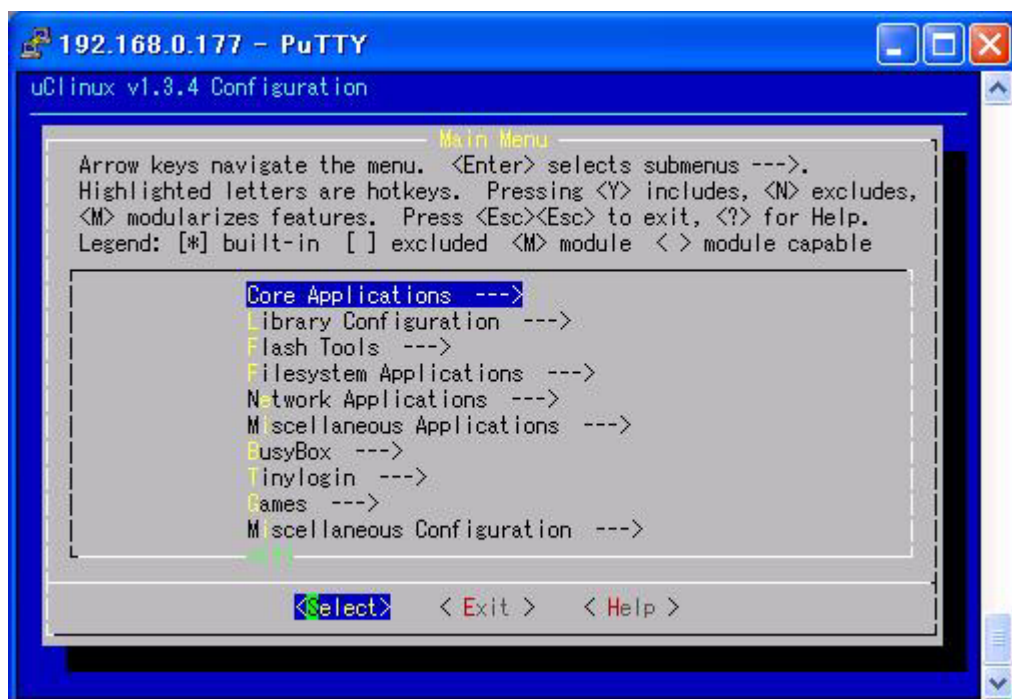 192.168.0.177 - PuTTY
uClinux v1.3.4 Configuration
Main Menu
Arrow keys navigate the menu. <Enter> selects submenus --->.
Highlighted letters are hotkeys. Pressing <Y> includes, <N> excludes,
<M> modularizes features. Press <Esc><Esc> to exit, <?> for Help.
Legend: [*] built-in [ ] excluded <M> module < > module capable
Core Applications --->
Library Configuration --->
Flash Tools --->
Filesystem Applications --->
Network Applications --->
Miscellaneous Applications --->
BusyBox --->
Tinylogin --->
Games --->
Miscellaneous Configuration --->
<Select> < Exit > < Help >